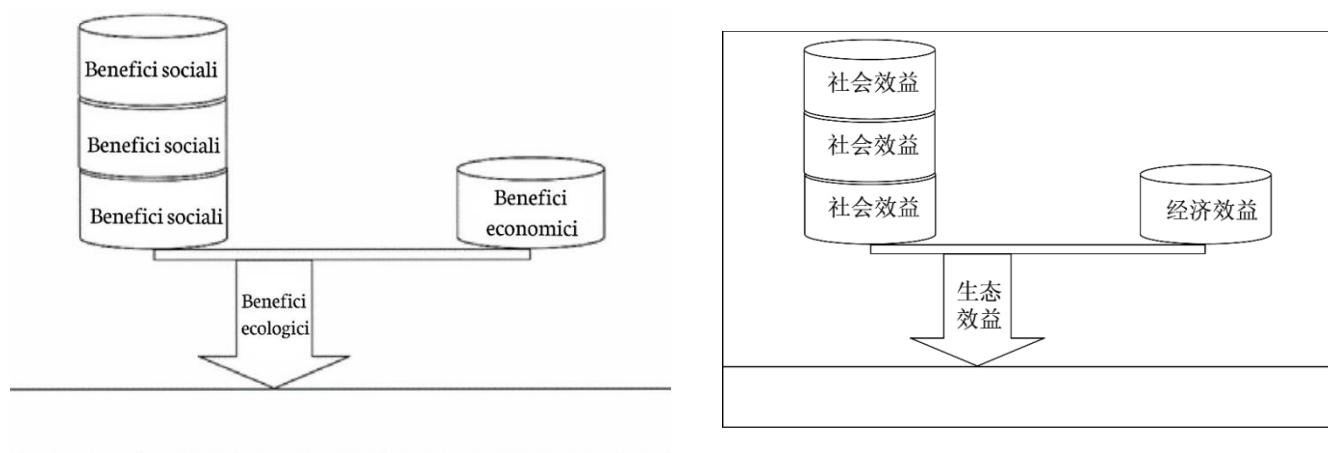 Benefici sociali
Benefici sociali
Benefici sociali
Benefici
economici
Benefici
ecologici
社会效益
社会效益
社会效益
经济效益
生态
效益